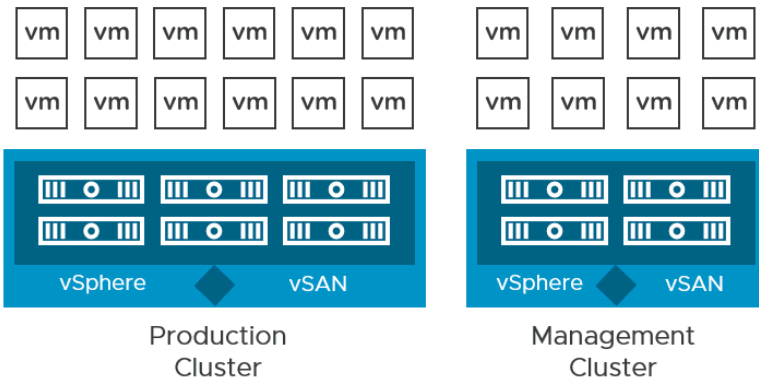 vm vm vm vm vm vm vm vm vm vm
vm vm vm vm vm vm vm vm vm vm
vSphere vSAN vSphere vSAN
Production Management
Cluster Cluster